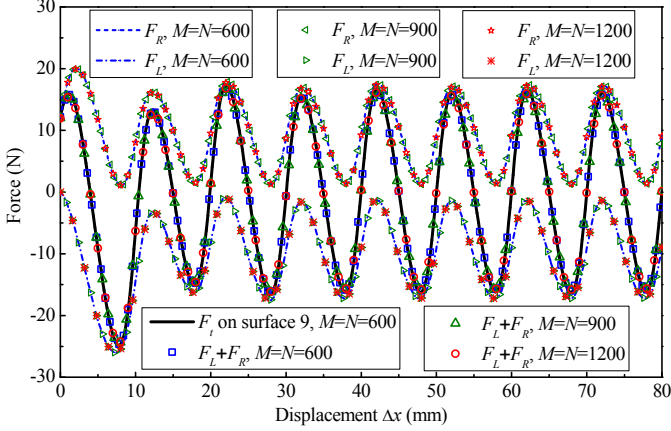 F_R, M=N=600 F_R, M=N=900 F_R, M=N=1200
F_L, M=N=600 F_L, M=N=900 F_L, M=N=1200
30
20
10
0
-10
-20
-30
Force (N)
F_t on surface 9, M=N=600 F_L+F_R, M=N=900
F_L+F_R, M=N=600 F_L+F_R, M=N=1200
0 10 20 30 40 50 60 70 80
Displacement Δx (mm)